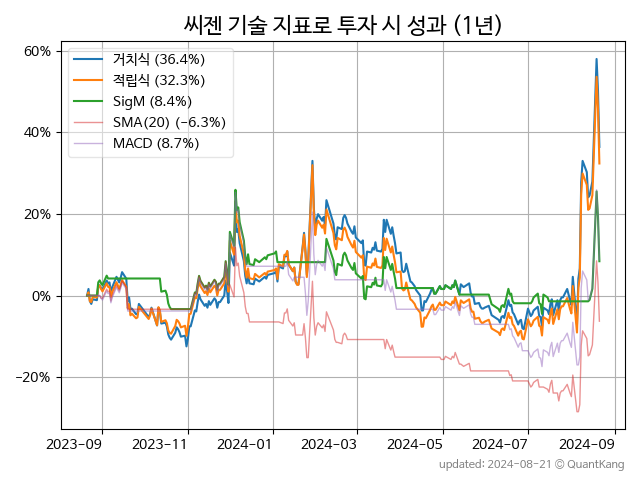 씨젠 기술 지표로 투자 시 성과 (1년)
60%
40%
20%
0%
−20%
거치식 (36.4%)
적립식 (32.3%)
SigM (8.4%)
SMA(20) (-6.3%)
MACD (8.7%)
2023-09 2023-11 2024-01 2024-03 2024-05 2024-07 2024-09
updated: 2024-08-21 © QuantKang